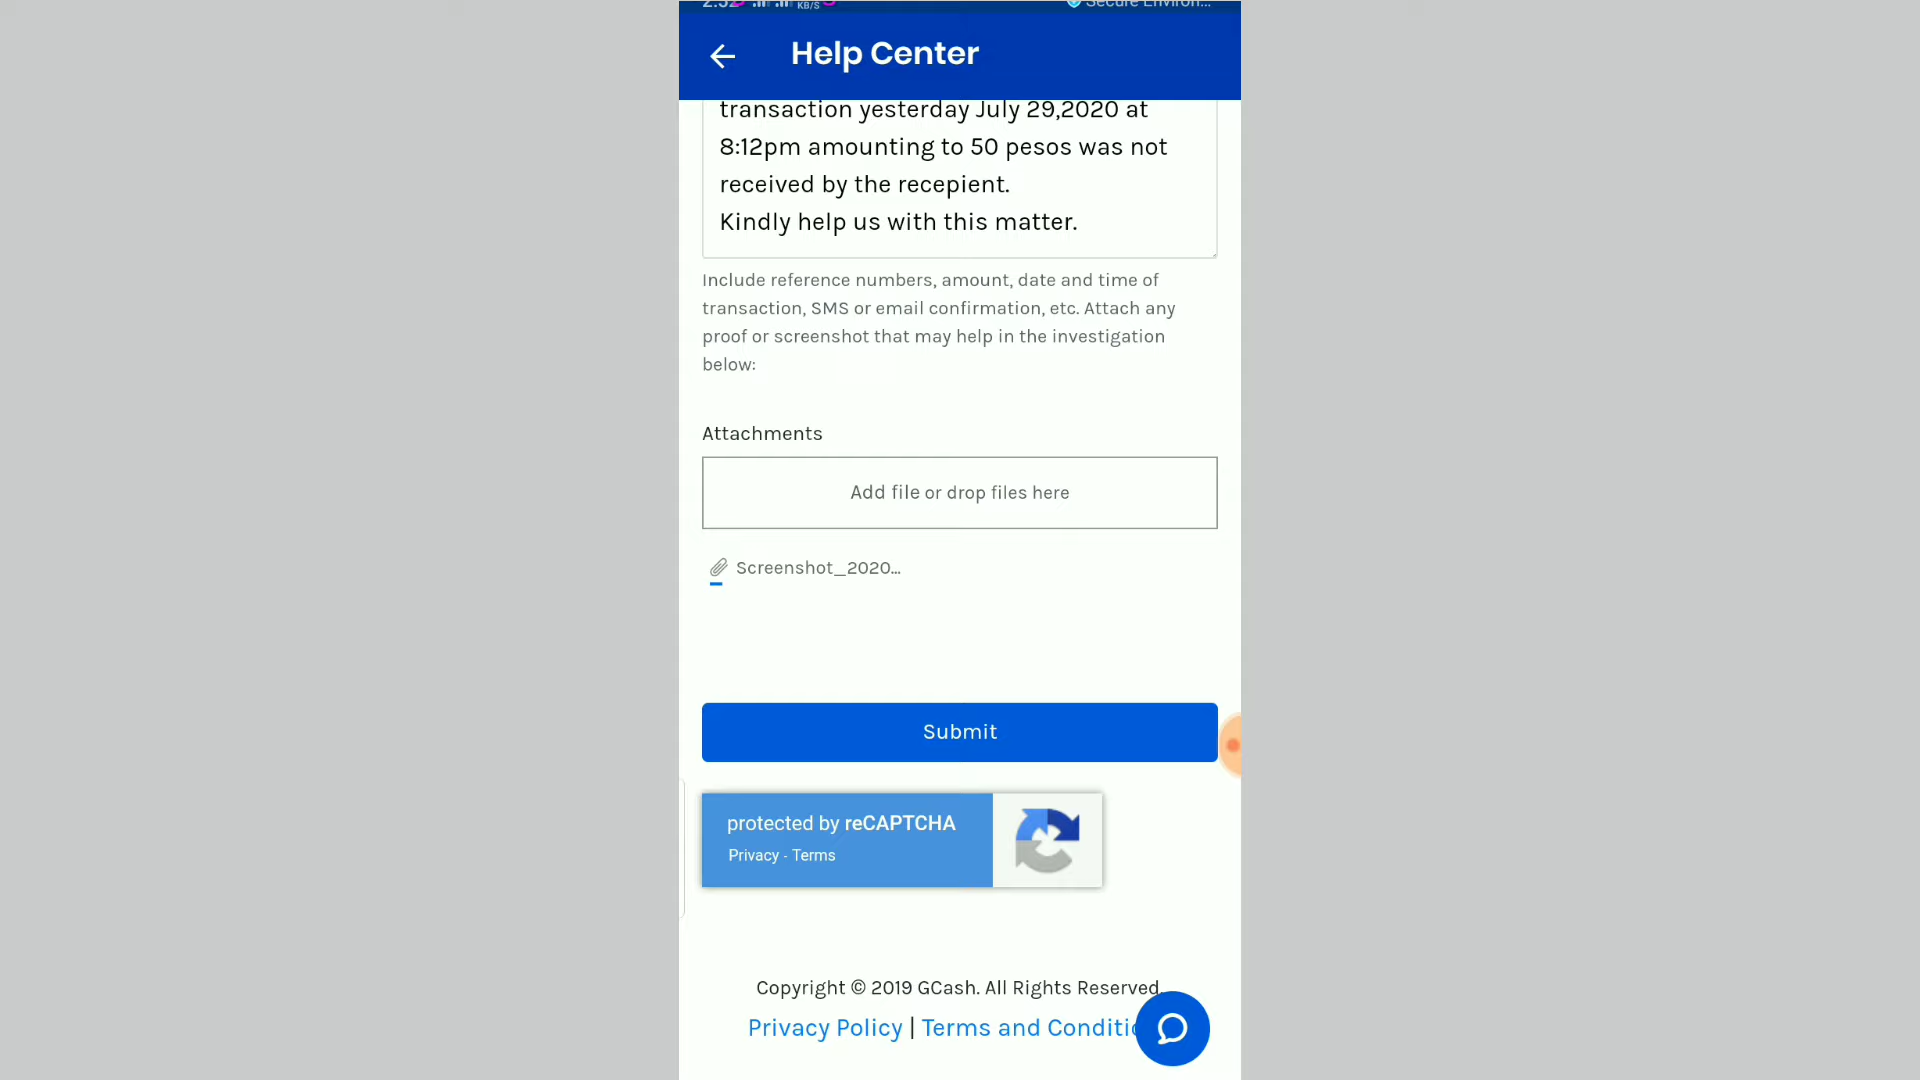 KB/S
Help Center
transaction yesterday July 29,2020 at
8:12pm amounting to 50 pesos was not
received by the recepient.
Kindly help us with this matter.
Include reference numbers, amount, date and time of
transaction, SMS or email confirmation, etc. Attach any
proof or screenshot that may help in the investigation
below:
Attachments
Add file or drop files here
Screenshot_2020...
Submit
protected by reCAPTCHA
Privacy - Terms
Copyright © 2019 GCash. All Rights Reserved.
Privacy Policy | Terms and Conditio